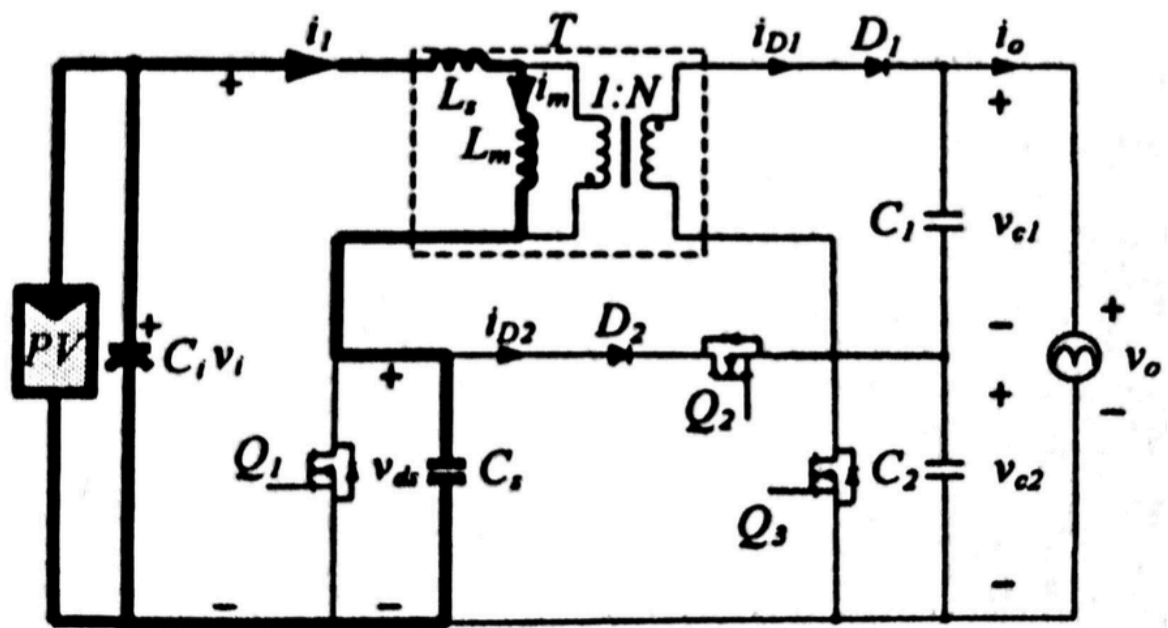 i1
T
iD1
D1
io
+
Ls
im
1:N
+
Lm
C1
vc1
PV
+
Ci
vi
iD2
D2
−
+
vo
+
Q2
+
−
Q1
vds
Cs
Q3
C2
vc2
−
−
−